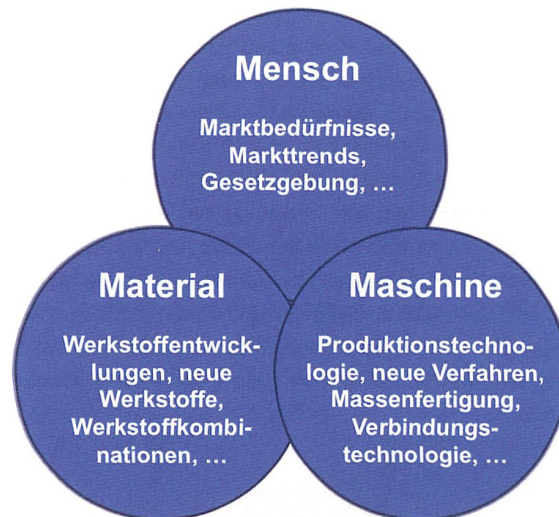 Mensch
Marktbedürfnisse,
Markttrends,
Gesetzgebung, ...
Material
Werkstoffentwick-
lungen, neue
Werkstoffe,
Werkstoffkombi-
nationen, ...
Maschine
Produktionstechno-
logie, neue Verfahren,
Massenfertigung,
Verbindungs-
technologie, ...